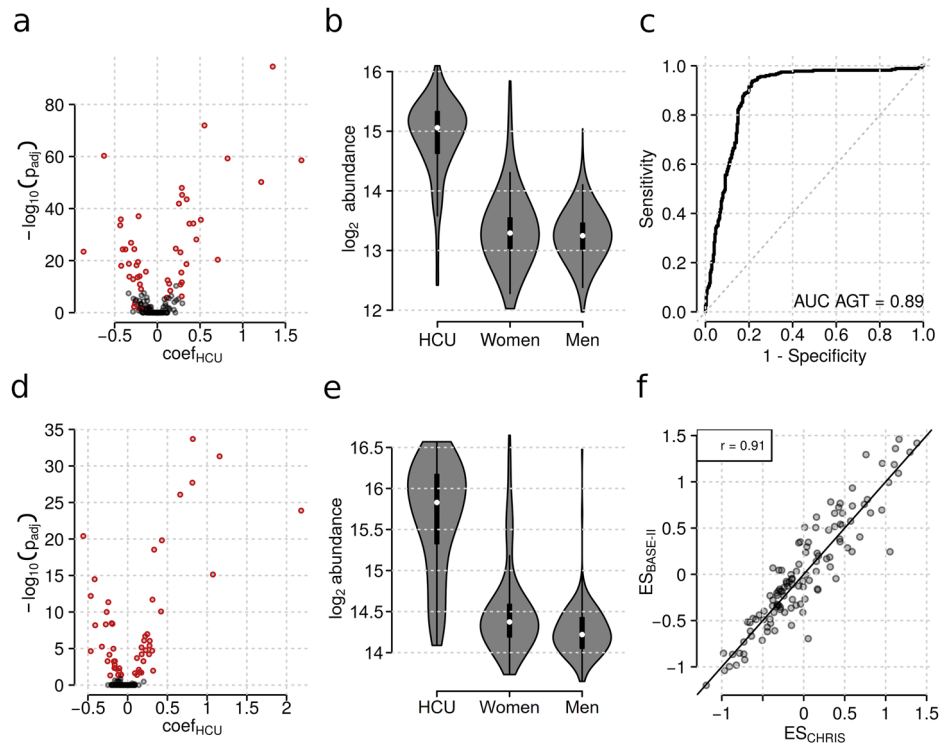 a
−log10(padj)
80
60
40
20
0
−0.5 0 0.5 1 1.5
coefHCU
b
log2 abundance
16
15
14
13
12
HCU Women Men
c
Sensitivity
1.0
0.8
0.6
0.4
0.2
0.0
AUC AGT = 0.89
0.0 0.2 0.4 0.6 0.8 1.0
1 - Specificity
d
−log10(padj)
35
30
25
20
15
10
5
0
−0.5 0 0.5 1 1.5 2
coefHCU
e
log2 abundance
16.5
16
15.5
15
14.5
14
HCU Women Men
f
r = 0.91
ESBASE-II
1.5
1
0.5
0
−0.5
−1
−1 0 0.5 1 1.5
ESCHRIS